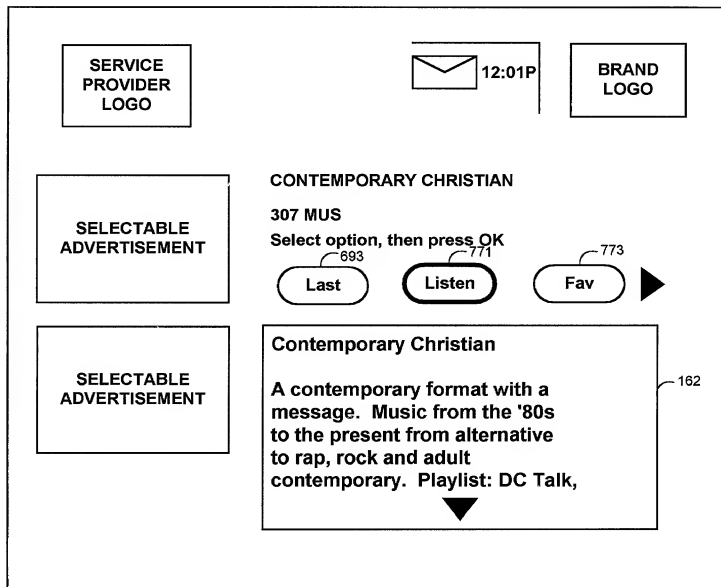 SERVICE
PROVIDER
LOGO
12:01P
BRAND
LOGO
SELECTABLE
ADVERTISEMENT
CONTEMPORARY CHRISTIAN
307 MUS
Select option, then press OK
693
771
773
Last
Listen
Fav
SELECTABLE
ADVERTISEMENT
Contemporary Christian
A contemporary format with a
message. Music from the '80s
to the present from alternative
to rap, rock and adult
contemporary. Playlist: DC Talk,
162